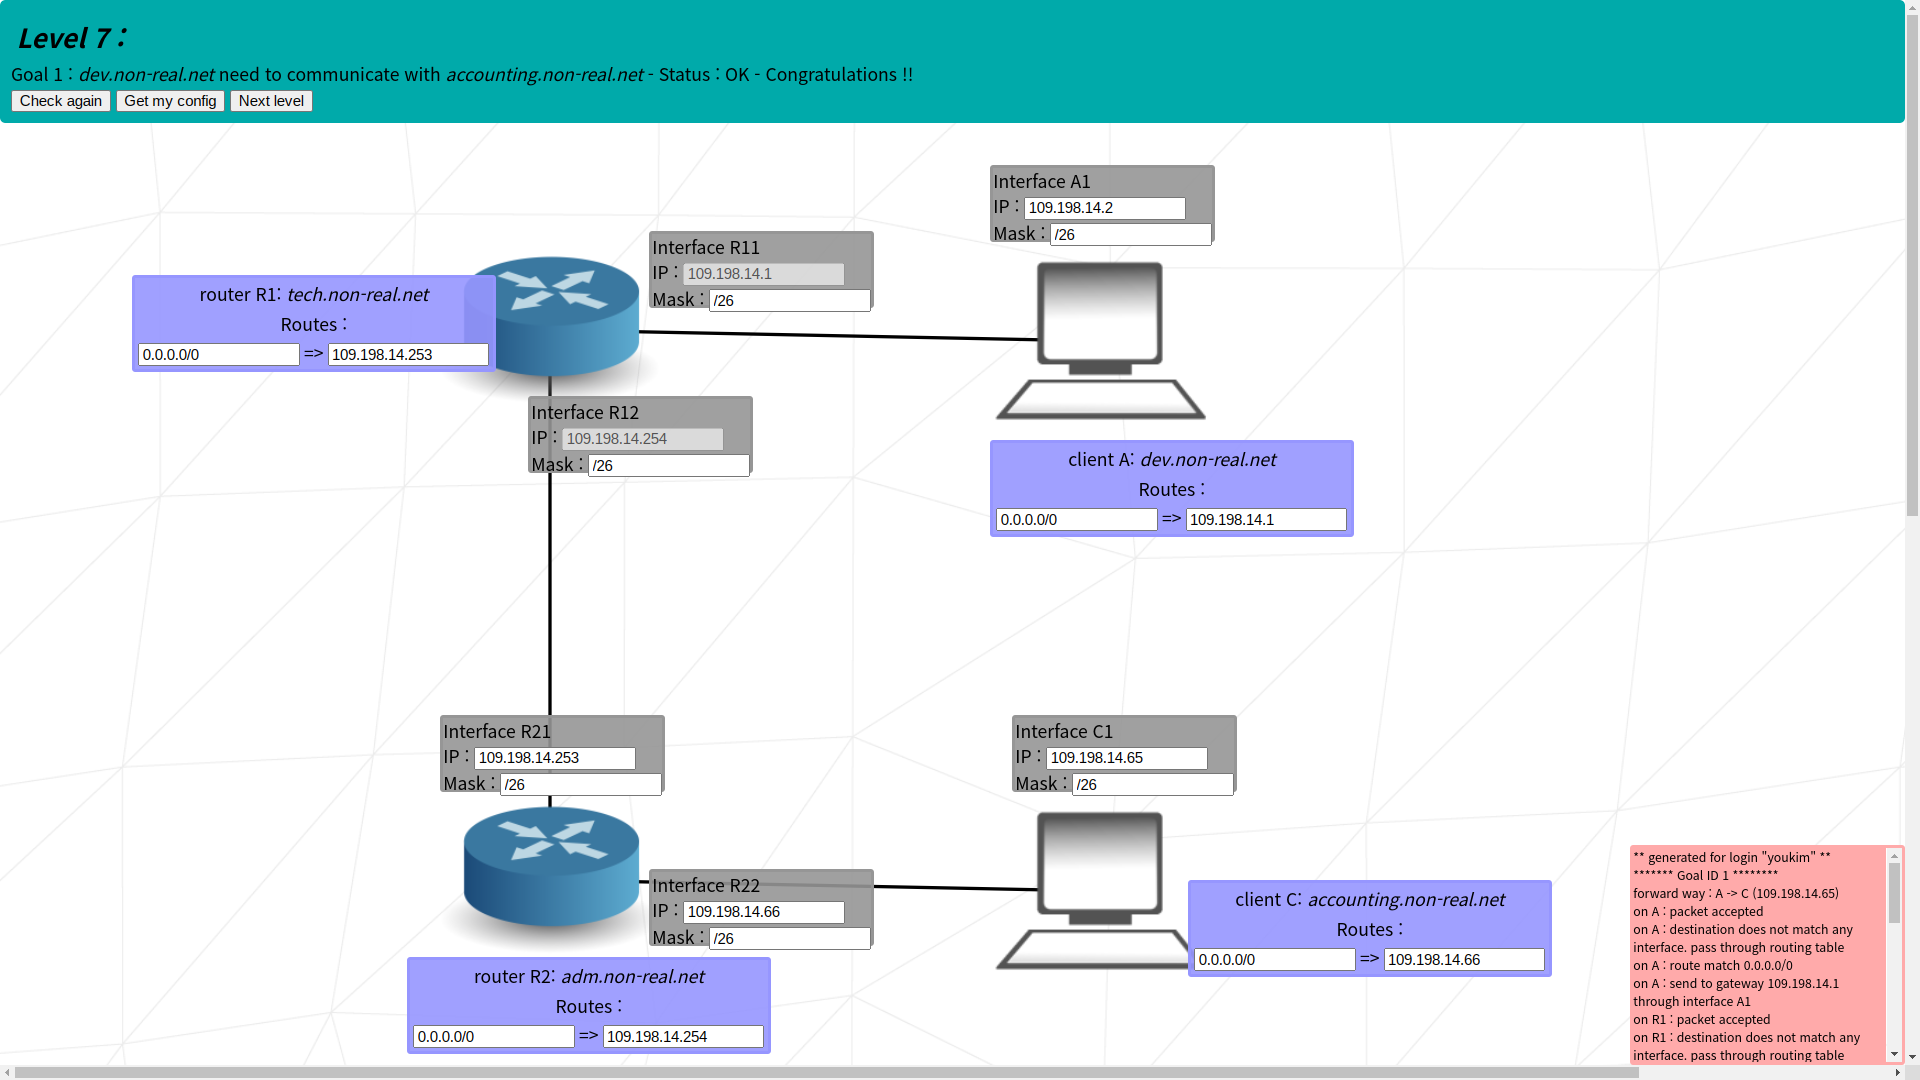 Level 7 :
Goal 1 : dev.non-real.net need to communicate with accounting.non-real.net - Status : OK - Congratulations !!
Check again Get my config Next level
Interface A1
IP : 109.198.14.2
Mask : /26
Interface R11
IP : 109.198.14.1
Mask : /26
router R1: tech.non-real.net
Routes :
0.0.0.0/0 => 109.198.14.253
Interface R12
IP : 109.198.14.254
Mask : /26
client A: dev.non-real.net
Routes :
0.0.0.0/0 => 109.198.14.1
Interface R21
IP : 109.198.14.253
Mask : /26
Interface C1
IP : 109.198.14.65
Mask : /26
Interface R22
IP : 109.198.14.66
Mask : /26
client C: accounting.non-real.net
Routes :
0.0.0.0/0 => 109.198.14.66
router R2: adm.non-real.net
Routes :
0.0.0.0/0 => 109.198.14.254
** generated for login "youkim" **
******* Goal ID 1 ********
forward way : A -> C (109.198.14.65)
on A : packet accepted
on A : destination does not match any
interface. pass through routing table
on A : route match 0.0.0.0/0
on A : send to gateway 109.198.14.1
through interface A1
on R1 : packet accepted
on R1 : destination does not match any
interface. pass through routing table